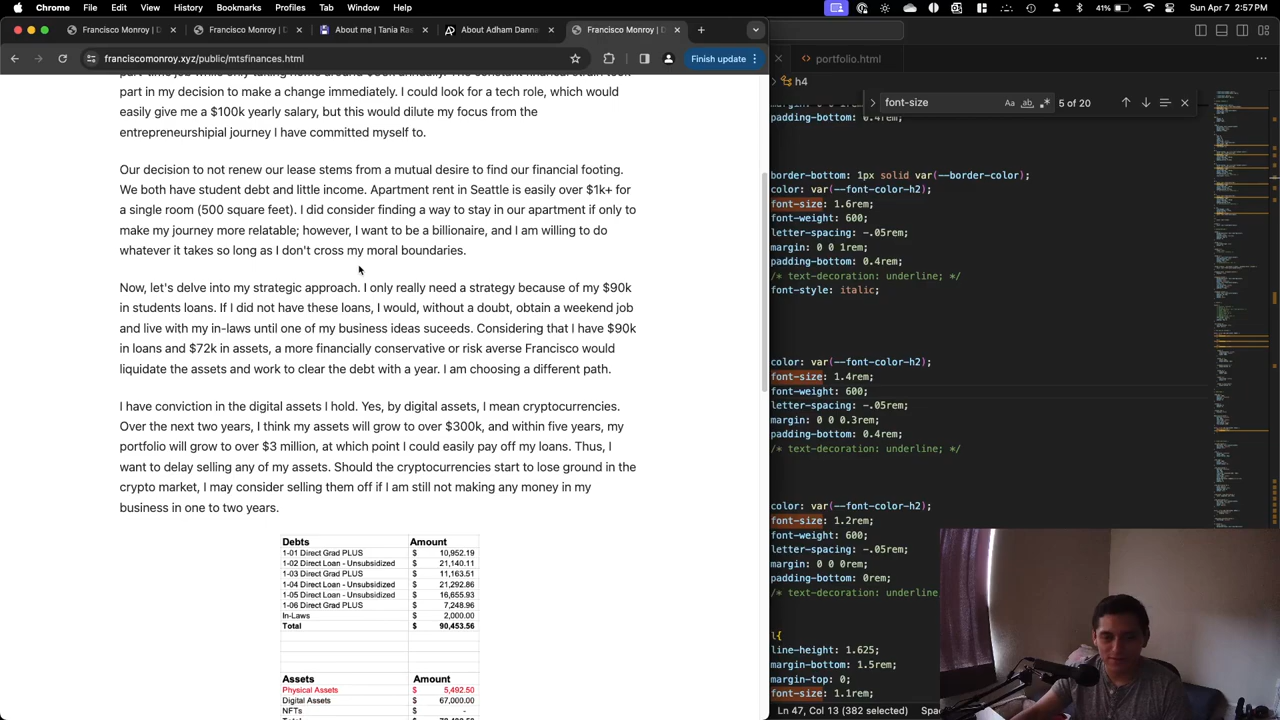 Chrome File Edit View History Bookmarks Profiles Tab Window Help
41% Sun Apr 7 2:57 PM
Francisco Monroy | D
Francisco Monroy | D
About me | Tania Ras
About Adham Danna
Francisco Monroy | D
franciscomonroy.xyz/public/mtsfinances.html
Finish update
part in my decision to make a change immediately. I could look for a tech role, which would
easily give me a $100k yearly salary, but this would dilute my focus from the
entrepreneurshipial journey I have committed myself to.
Our decision to not renew our lease stems from a mutual desire to find our financial footing.
We both have student debt and little income. Apartment rent in Seattle is easily over $1k+ for
a single room (500 square feet). I did consider finding a way to stay in our apartment if only to
make my journey more relatable; however, I want to be a billionaire, and I am willing to do
whatever it takes so long as I don't cross my moral boundaries.
Now, let's delve into my strategic approach. I only really need a strategy because of my $90k
in students loans. If I did not have these loans, I would, without a doubt, obtain a weekend job
and live with my in-laws until one of my business ideas suceeds. Considering that I have $90k
in loans and $72k in assets, a more financially conservative or risk averse Francisco would
liquidate the assets and work to clear the debt with a year. I am choosing a different path.
I have conviction in the digital assets I hold. Yes, by digital assets, I mean cryptocurrencies.
Over the next two years, I think my assets will grow to over $300k, and within five years, my
portfolio will grow to over $3 million, at which point I could easily pay off my loans. Thus, I
want to delay selling any of my assets. Should the cryptocurrencies start to lose ground in the
crypto market, I may consider selling them off if I am still not making any money in my
business in one to two years.
Debts Amount
1-01 Direct Grad PLUS $ 10,952.19
1-02 Direct Loan - Unsubsidized $ 21,140.11
1-03 Direct Grad PLUS $ 11,163.51
1-04 Direct Loan - Unsubsidized $ 21,292.86
1-05 Direct Loan - Unsubsidized $ 16,655.93
1-06 Direct Grad PLUS $ 7,248.96
In-Laws $ 2,000.00
Total $ 90,453.56
Assets Amount
Physical Assets $ 5,492.50
Digital Assets $ 67,000.00
NFTs $ -
portfolio.html
h4
font-size
Aa
5 of 20
padding-bottom: 0.4rem;
border-bottom: 1px solid var(--border-color);
color: var(--font-color-h2);
font-size: 1.6rem;
font-weight: 600;
letter-spacing: -.05rem;
margin: 0 0 1rem;
padding-bottom: 0.4rem;
/* text-decoration: underline; */
font-style: italic;
color: var(--font-color-h2);
font-size: 1.4rem;
font-weight: 600;
letter-spacing: -.05rem;
margin: 0 0 0.3rem;
padding-bottom: 0.4rem;
/* text-decoration: underline; */
color: var(--font-color-h2);
font-size: 1.2rem;
font-weight: 600;
letter-spacing: -.05rem;
margin: 0 0 0rem;
padding-bottom: 0rem;
/* text-decoration: underline
l{
line-height: 1.625;
margin-bottom: 1.5rem;
margin-top: 0;
font-size: 1.1rem;
Ln 47, Col 13 (382 selected) Spac